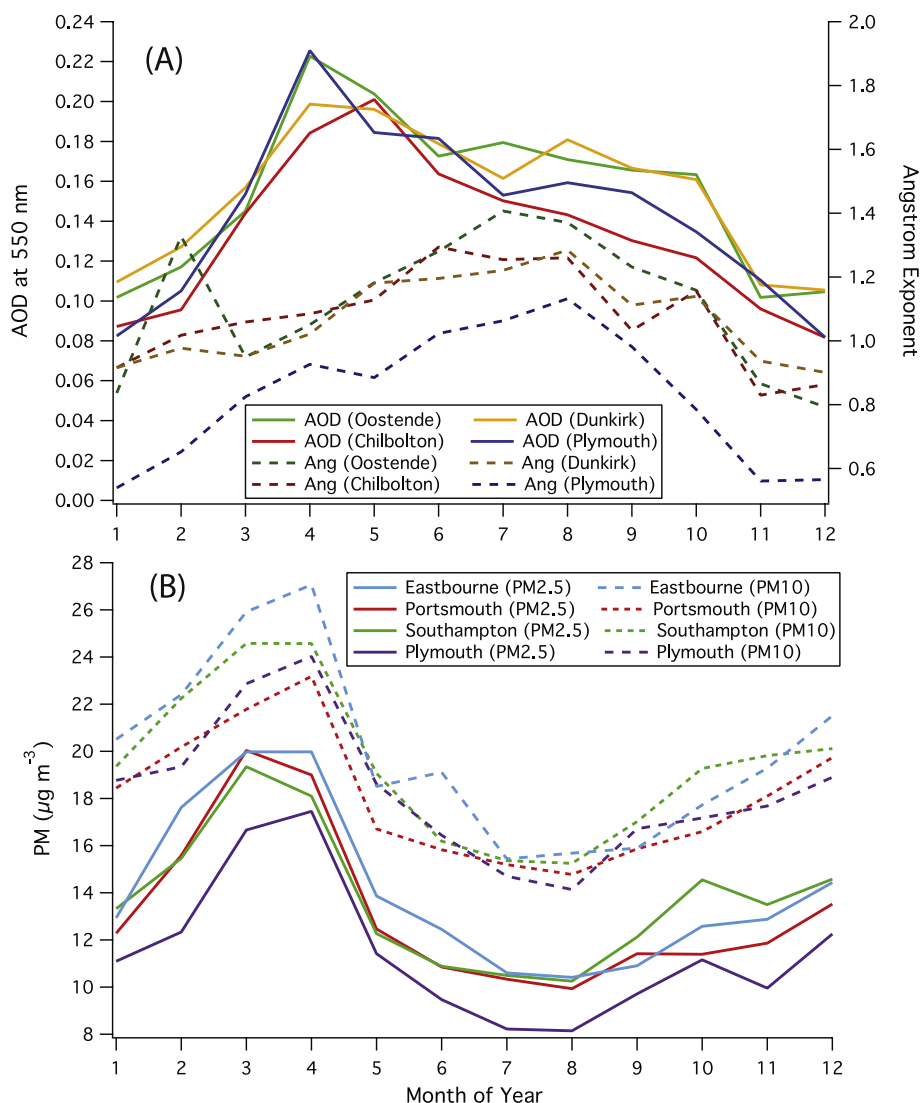 (A)
AOD at 550 nm
0.24
0.22
0.20
0.18
0.16
0.14
0.12
0.10
0.08
0.06
0.04
0.02
0.00
2.0
1.8
1.6
1.4
1.2
1.0
0.8
0.6
Angstrom Exponent
AOD (Oostende) AOD (Dunkirk)
AOD (Chilbolton) AOD (Plymouth)
Ang (Oostende) Ang (Dunkirk)
Ang (Chilbolton) Ang (Plymouth)
1 2 3 4 5 6 7 8 9 10 11 12
(B)
PM (µg m⁻³)
28
26
24
22
20
18
16
14
12
10
8
Eastbourne (PM2.5) Eastbourne (PM10)
Portsmouth (PM2.5) Portsmouth (PM10)
Southampton (PM2.5) Southampton (PM10)
Plymouth (PM2.5) Plymouth (PM10)
1 2 3 4 5 6 7 8 9 10 11 12
Month of Year